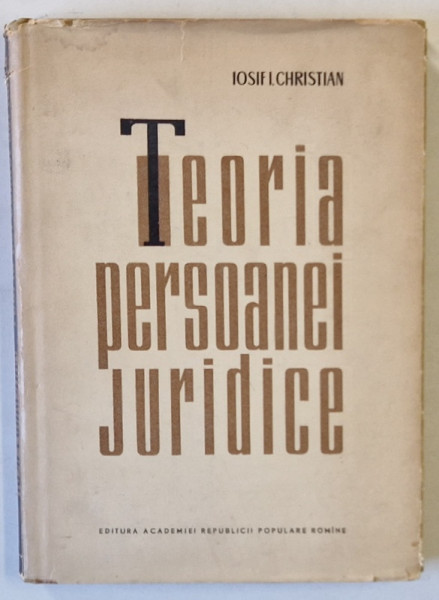 IOSIF I. CHRISTIAN
Teoria
persoanei
juridice
EDITURA ACADEMIEI REPUBLICII POPULARE ROMÎNE